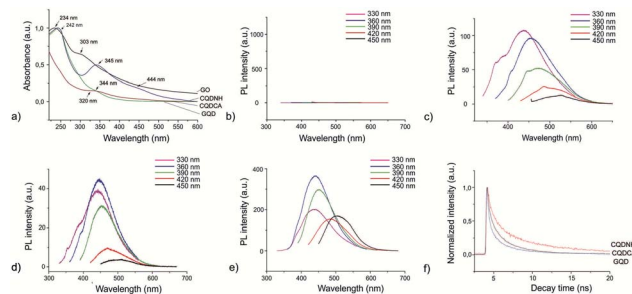 234 nm
242 nm
303 nm
345 nm
444 nm
344 nm
320 nm
GO
CQDNH
CQDCA
GQD
Absorbance (a.u.)
1,0
0,5
0,0
250 300 350 400 450 500 550 600
Wavelength (nm)
a)
330 nm
360 nm
390 nm
420 nm
450 nm
PL intensity (a.u.)
1000
500
0
300 400 500 600 700
Wavelength (nm)
b)
330 nm
360 nm
390 nm
420 nm
450 nm
PL intensity (a.u.)
100
50
0
400 500 600
Wavelength (nm)
c)
330 nm
360 nm
390 nm
420 nm
450 nm
PL intensity (a.u.)
40
20
0
300 400 500 600 700
Wavelength (nm)
d)
330 nm
360 nm
390 nm
420 nm
450 nm
PL intensity (a.u.)
400
200
0
300 400 500 600 700
Wavelength (nm)
e)
Normalized intensity (a.u.)
1.0
0.5
0.0
0 5 10 15 20
Decay time (ns)
CQDNH
CQDCA
GQD
f)